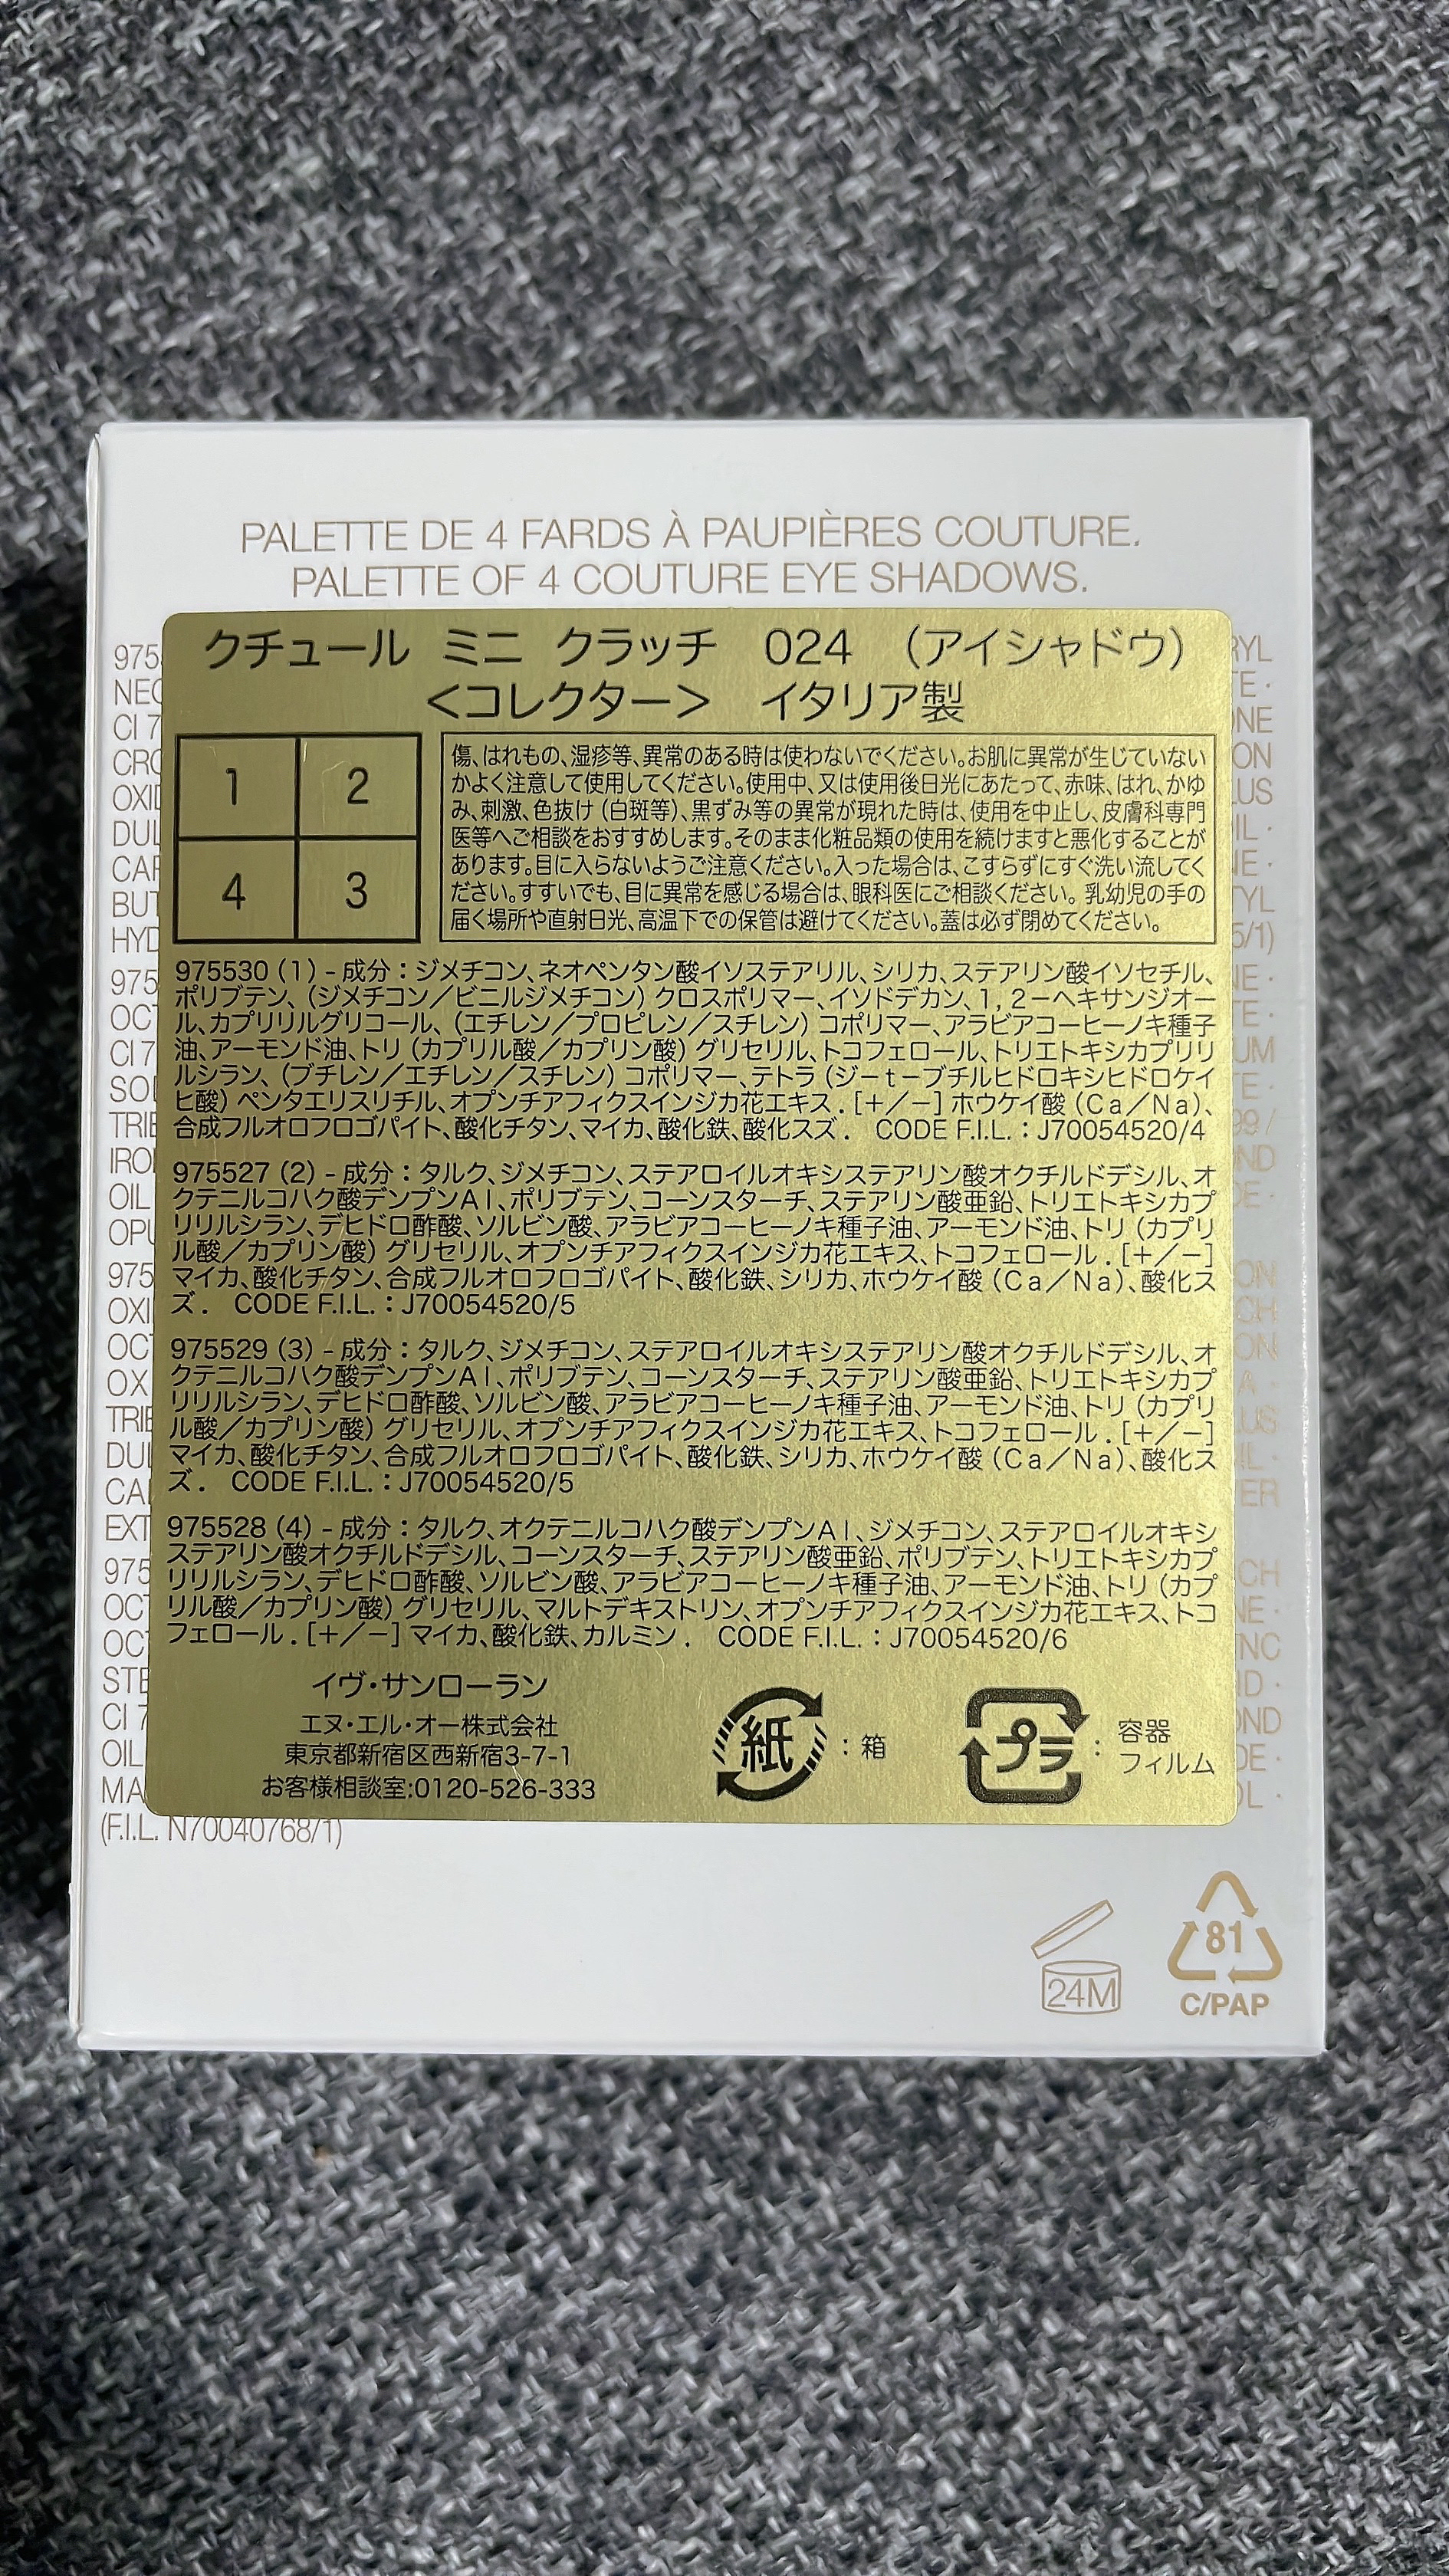 PALETTE DE 4 FARDS À PAUPIÈRES COUTURE.
PALETTE OF 4 COUTURE EYE SHADOWS.
クチュール ミニ クラッチ 024 （アイシャドウ）
＜コレクター＞ イタリア製
1 2
4 3
傷、はれもの、湿疹等、異常のある時は使わないでください。お肌に異常が生じていない
かよく注意して使用してください。使用中、又は使用後日光にあたって、赤味、はれ、かゆ
み、刺激、色抜け（白斑等）、黒ずみ等の異常が現れた時は、使用を中止し、皮膚科専門
医等へご相談をおすすめします。そのまま化粧品類の使用を続けますと悪化することが
あります。目に入らないようご注意ください。入った場合は、こすらずにすぐ洗い流してく
ださい。すすいでも、目に異常を感じる場合は、眼科医にご相談ください。乳幼児の手の
届く場所や直射日光、高温下での保管は避けてください。蓋は必ず閉めてください。
975530 (1) - 成分：ジメチコン、ネオペンタン酸イソステアリル、シリカ、ステアリン酸イソセチル、
ポリブテン、（ジメチコン／ビニルジメチコン）クロスポリマー、イソドデカン、1，2－ヘキサンジオー
ル、カプリリルグリコール、（エチレン／プロピレン／スチレン）コポリマー、アラビアコーヒーノキ種子
油、アーモンド油、トリ（カプリル酸／カプリン酸）グリセリル、トコフェロール、トリエトキシカプリリ
ルシラン、（ブチレン／エチレン／スチレン）コポリマー、テトラ（ジーｔ－ブチルヒドロキシヒドロケイ
ヒ酸）ペンタエリスリチル、オプンチアフィクスインジカ花エキス．［＋／－］ホウケイ酸（Ｃａ／Ｎａ）、
合成フルオロフロゴパイト、酸化チタン、マイカ、酸化鉄、酸化スズ． CODE F.I.L.：J70054520/4
975527 (2) - 成分：タルク、ジメチコン、ステアロイルオキシステアリン酸オクチルドデシル、オ
クテニルコハク酸デンプンＡｌ、ポリブテン、コーンスターチ、ステアリン酸亜鉛、トリエトキシカプ
リリルシラン、デヒドロ酢酸、ソルビン酸、アラビアコーヒーノキ種子油、アーモンド油、トリ（カプリ
ル酸／カプリン酸）グリセリル、オプンチアフィクスインジカ花エキス、トコフェロール．［＋／－］
マイカ、酸化チタン、合成フルオロフロゴパイト、酸化鉄、シリカ、ホウケイ酸（Ｃａ／Ｎａ）、酸化ス
ズ． CODE F.I.L.：J70054520/5
975529 (3) - 成分：タルク、ジメチコン、ステアロイルオキシステアリン酸オクチルドデシル、オ
クテニルコハク酸デンプンＡｌ、ポリブテン、コーンスターチ、ステアリン酸亜鉛、トリエトキシカプ
リリルシラン、デヒドロ酢酸、ソルビン酸、アラビアコーヒーノキ種子油、アーモンド油、トリ（カプリ
ル酸／カプリン酸）グリセリル、オプンチアフィクスインジカ花エキス、トコフェロール．［＋／－］
マイカ、酸化チタン、合成フルオロフロゴパイト、酸化鉄、シリカ、ホウケイ酸（Ｃａ／Ｎａ）、酸化ス
ズ． CODE F.I.L.：J70054520/5
975528 (4) - 成分：タルク、オクテニルコハク酸デンプンＡｌ、ジメチコン、ステアロイルオキシ
ステアリン酸オクチルドデシル、コーンスターチ、ステアリン酸亜鉛、ポリブテン、トリエトキシカプ
リリルシラン、デヒドロ酢酸、ソルビン酸、アラビアコーヒーノキ種子油、アーモンド油、トリ（カプ
リル酸／カプリン酸）グリセリル、マルトデキストリン、オプンチアフィクスインジカ花エキス、トコ
フェロール．［＋／－］マイカ、酸化鉄、カルミン． CODE F.I.L.：J70054520/6
イヴ・サンローラン
エヌ・エル・オー株式会社
東京都新宿区西新宿3-7-1
お客様相談室:0120-526-333
紙：箱
プラ：容器
フィルム
(F.I.L. N70040768/1)
24M
81
C/PAP